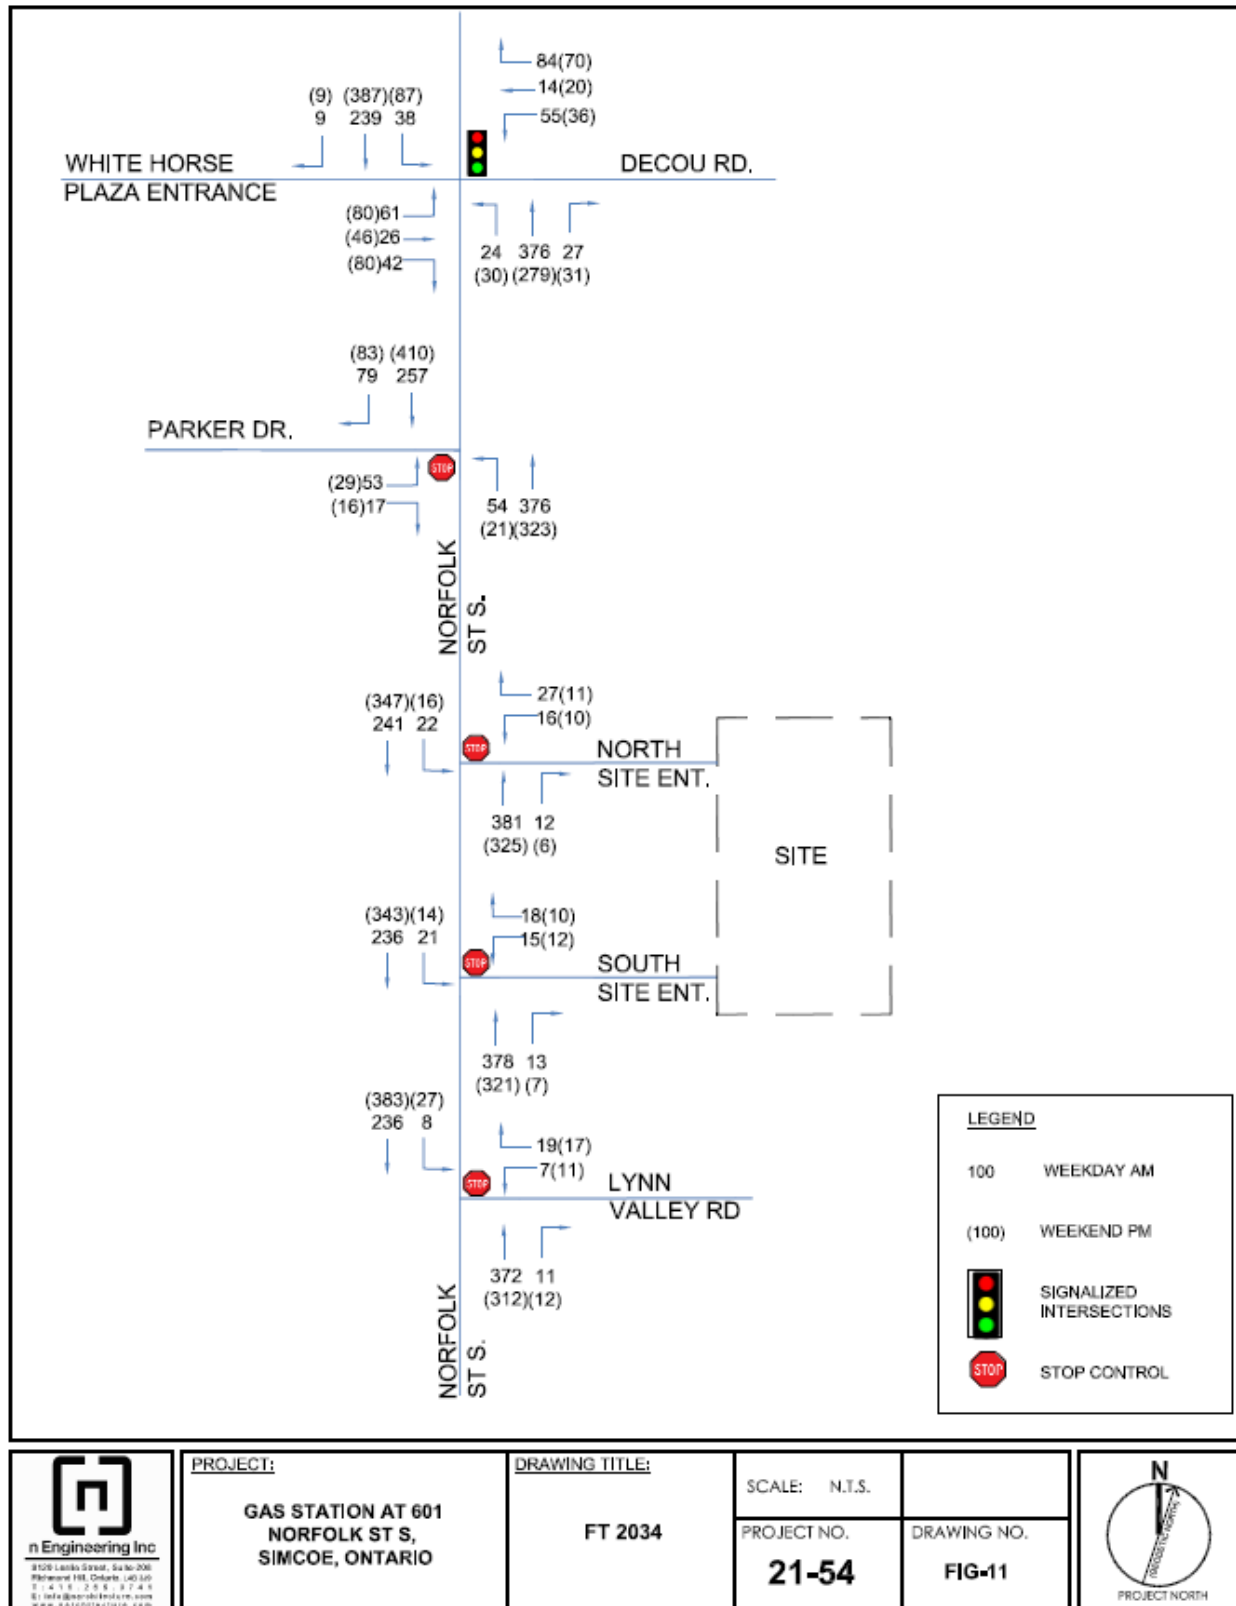 84(70)
14(20)
55(36)
(9) (387)(87)
9 239 38
WHITE HORSE
PLAZA ENTRANCE
DECOU RD.
(80)61
(46)26
(80)42
24 376 27
(30) (279)(31)
(83) (410)
79 257
PARKER DR.
STOP
(29)53
(16)17
54 376
(21)(323)
NORFOLK
ST S.
27(11)
16(10)
(347)(16)
241 22
STOP
NORTH
SITE ENT.
381 12
(325) (6)
SITE
18(10)
15(12)
(343)(14)
236 21
STOP
SOUTH
SITE ENT.
378 13
(321) (7)
(383)(27)
236 8
19(17)
7(11)
STOP
LYNN
VALLEY RD
372 11
(312)(12)
NORFOLK
ST S.
LEGEND
100 WEEKDAY AM
(100) WEEKEND PM
SIGNALIZED
INTERSECTIONS
STOP STOP CONTROL
n
n Engineering Inc
PROJECT:
GAS STATION AT 601
NORFOLK ST S,
SIMCOE, ONTARIO
DRAWING TITLE:
FT 2034
SCALE: N.T.S.
PROJECT NO.
21-54
DRAWING NO.
FIG-11
N
PROJECT NORTH